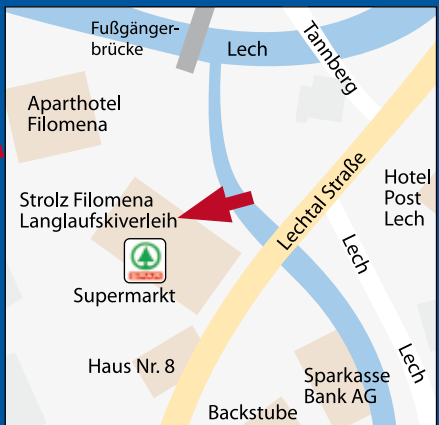 Fußgänger-
brücke
Lech
Tannberg
Aparthotel
Filomena
Strolz Filomena
Langlaufskiverleih
Lechtal Straße
Hotel
Post
Lech
SPAR
Supermarkt
Lech
Haus Nr. 8
Lech
Sparkasse
Bank AG
Backstube